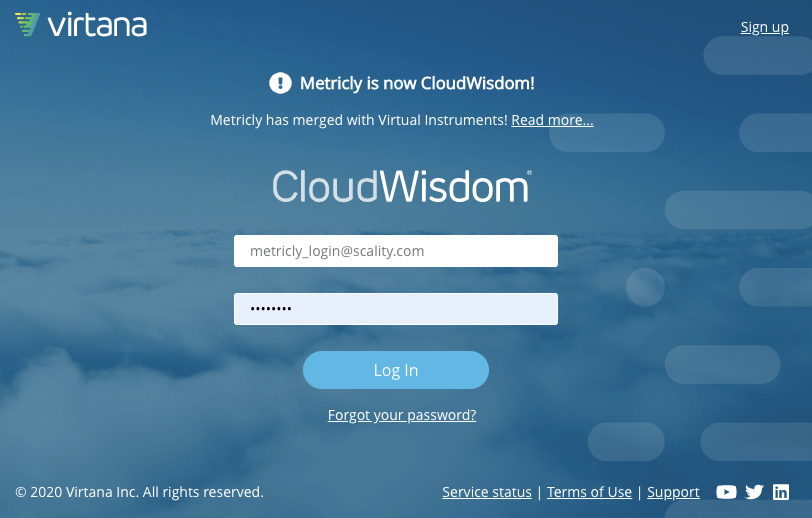 virtana
Sign up
Metricly is now CloudWisdom!
Metricly has merged with Virtual Instruments! Read more...
CloudWisdom
metricly_login@scality.com
••••••••
Log In
Forgot your password?
© 2020 Virtana Inc. All rights reserved.
Service status | Terms of Use | Support